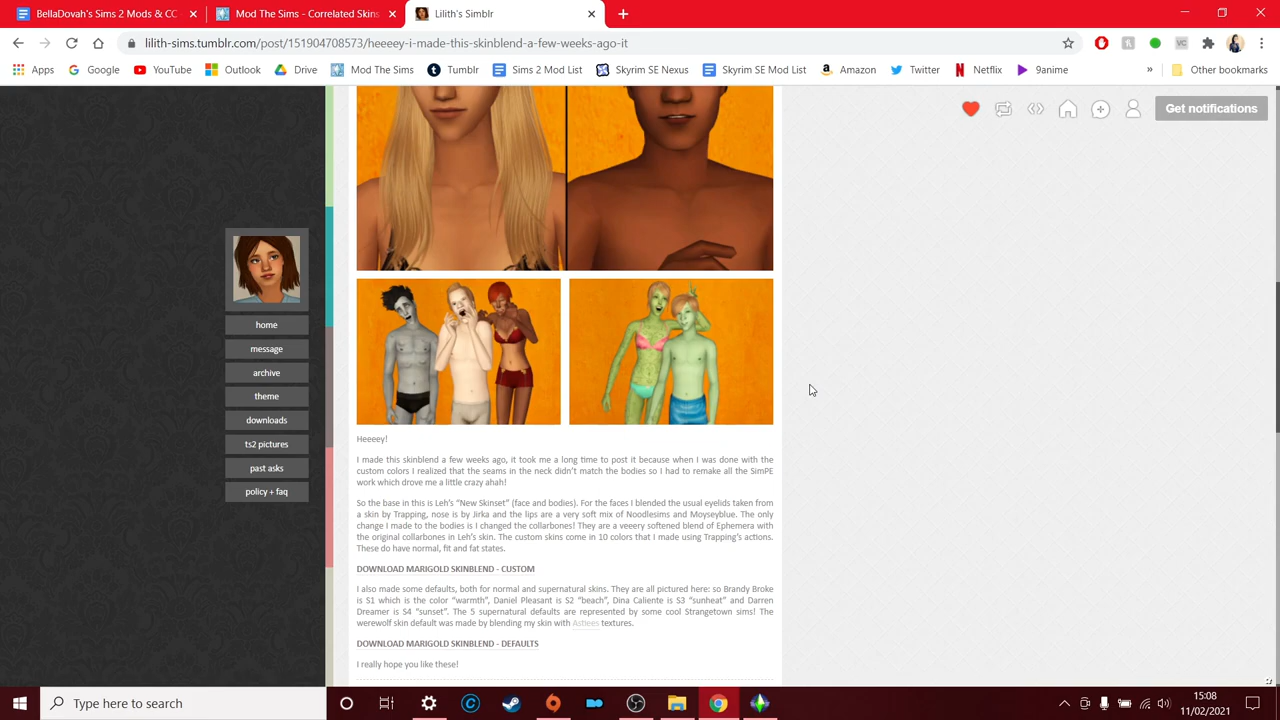 BellaDovah's Sims 2 Mods & CC
Mod The Sims - Correlated Skins
Lilith's Simblr
lilith-sims.tumblr.com/post/151904708573/heeeey-i-made-this-skinblend-a-few-weeks-ago-it
Apps
Google
YouTube
Outlook
Drive
Mod The Sims
Tumblr
Sims 2 Mod List
Skyrim SE Nexus
Skyrim SE Mod List
Amazon
Twitter
Netflix
9anime
»
Other bookmarks
Get notifications
home
message
archive
theme
downloads
ts2 pictures
past asks
policy + faq
Heeeey!
I made this skinblend a few weeks ago, it took me a long time to post it because when I was done with the
custom colors I realized that the seams in the neck didn't match the bodies so I had to remake all the SimPE
work which drove me a little crazy ahah!
So the base in this is Leh's “New Skinset” (face and bodies). For the faces I blended the usual eyelids taken from
a skin by Trapping, nose is by Jirka and the lips are a very soft mix of Noodlesims and Moyseyblue. The only
change I made to the bodies is I changed the collarbones! They are a veeery softened blend of Ephemera with
the original collarbones in Leh's skin. The custom skins come in 10 colors that I made using Trapping's actions.
These do have normal, fit and fat states.
DOWNLOAD MARIGOLD SKINBLEND - CUSTOM
I also made some defaults, both for normal and supernatural skins. They are all pictured here: so Brandy Broke
is S1 which is the color “warmth”, Daniel Pleasant is S2 “beach”, Dina Caliente is S3 “sunheat” and Darren
Dreamer is S4 “sunset”. The 5 supernatural defaults are represented by some cool Strangetown sims! The
werewolf skin default was made by blending my skin with Astiees textures.
DOWNLOAD MARIGOLD SKINBLEND - DEFAULTS
I really hope you like these!
Type here to search
15:08
11/02/2021